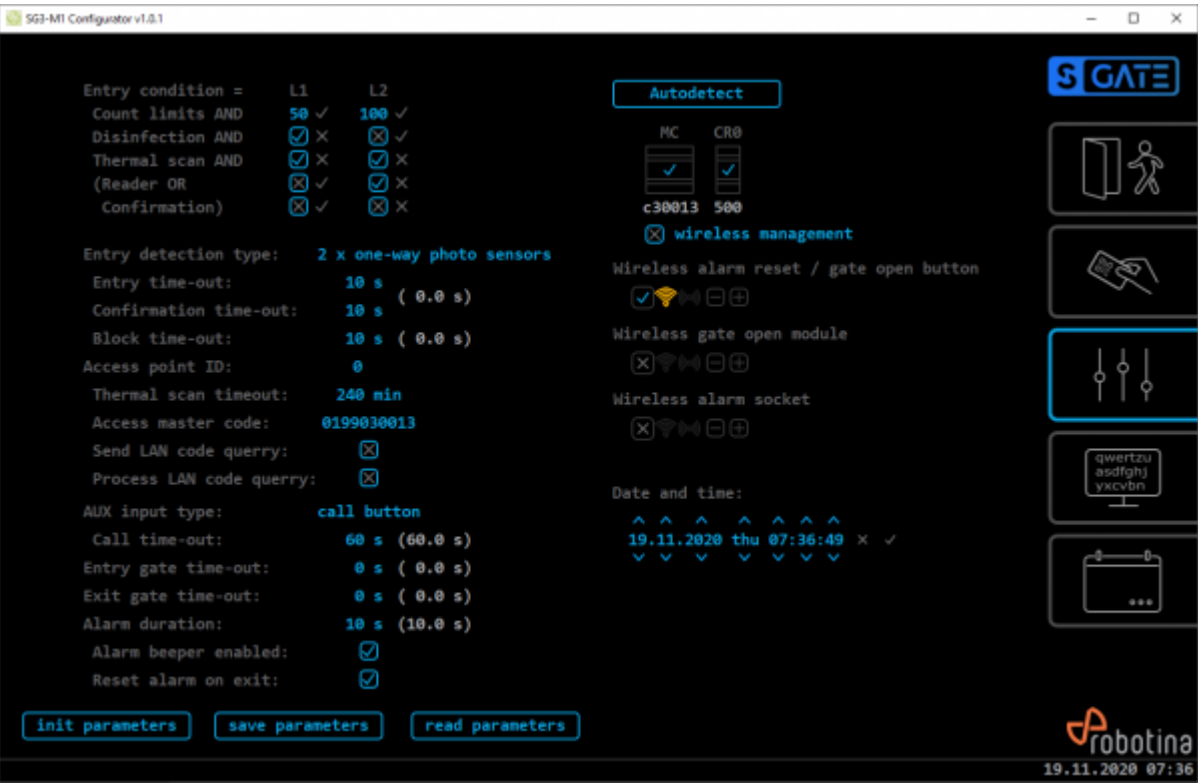 SG3-M1 Configurator v1.0.1
Entry condition = L1 L2
Count limits AND 50 100
Disinfection AND
Thermal scan AND
(Reader OR
Confirmation)
Entry detection type: 2 x one-way photo sensors
Entry time-out: 10 s
( 0.0 s)
Confirmation time-out: 10 s
Block time-out: 10 s ( 0.0 s)
Access point ID: 0
Thermal scan timeout: 240 min
Access master code: 0199030013
Send LAN code querry:
Process LAN code querry:
AUX input type: call button
Call time-out: 60 s (60.0 s)
Entry gate time-out: 0 s ( 0.0 s)
Exit gate time-out: 0 s ( 0.0 s)
Alarm duration: 10 s (10.0 s)
Alarm beeper enabled:
Reset alarm on exit:
init parameters save parameters read parameters
Autodetect
MC CR0
c30013 500
wireless management
Wireless alarm reset / gate open button
Wireless gate open module
Wireless alarm socket
Date and time:
19.11.2020 thu 07:36:49
S GATE
qwertzu
asdfghj
yxcvbn
robotina
19.11.2020 07:36